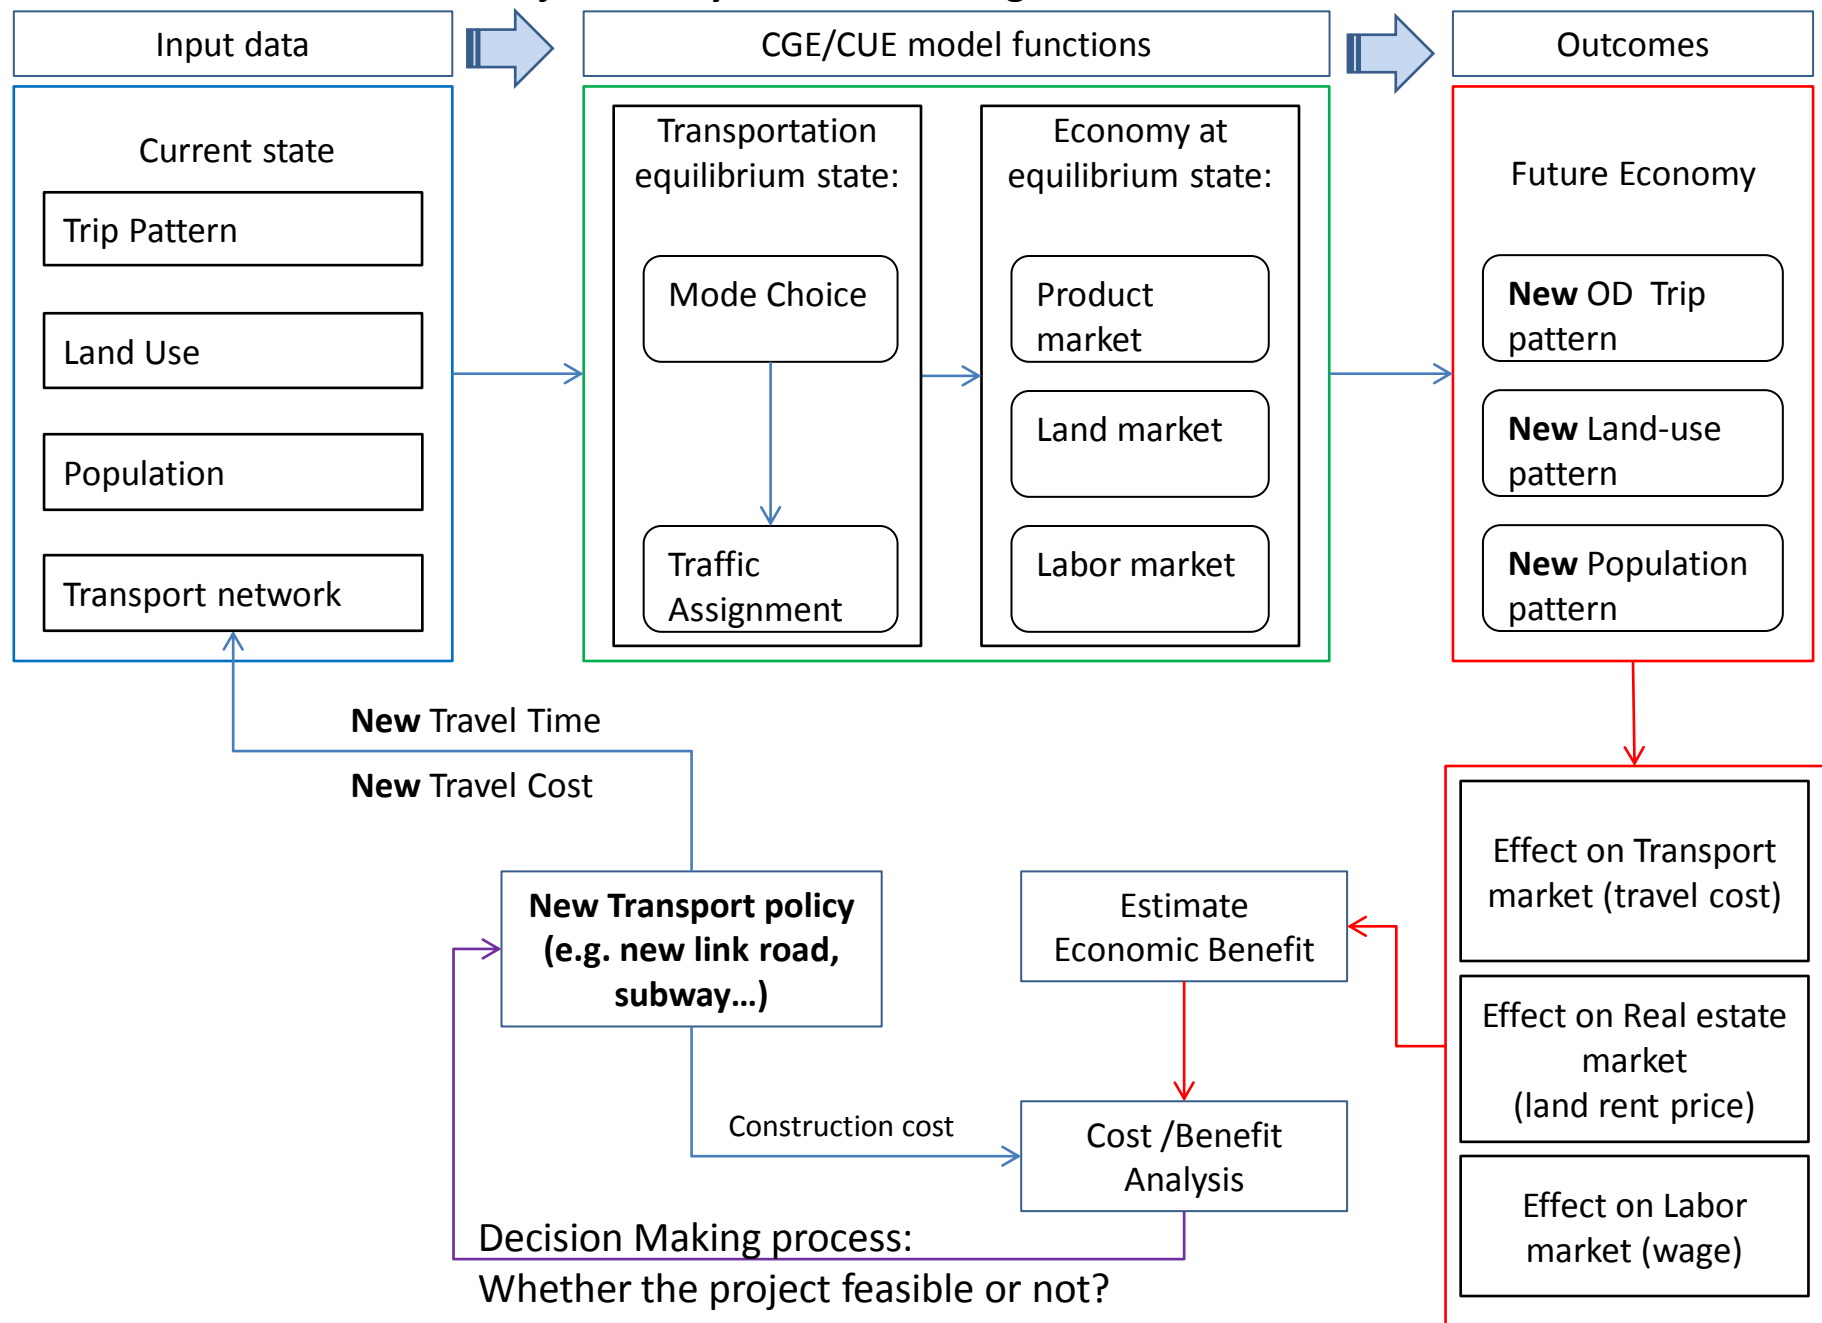 Input data
CGE/CUE model functions
Outcomes
Current state
Trip Pattern
Land Use
Population
Transport network
Transportation
equilibrium state:
Mode Choice
Traffic
Assignment
Economy at
equilibrium state:
Product
market
Land market
Labor market
Future Economy
New OD Trip
pattern
New Land-use
pattern
New Population
pattern
New Travel Time
New Travel Cost
New Transport policy
(e.g. new link road,
subway...)
Estimate
Economic Benefit
Construction cost
Cost /Benefit
Analysis
Effect on Transport
market (travel cost)
Effect on Real estate
market
(land rent price)
Effect on Labor
market (wage)
Decision Making process:
Whether the project feasible or not?